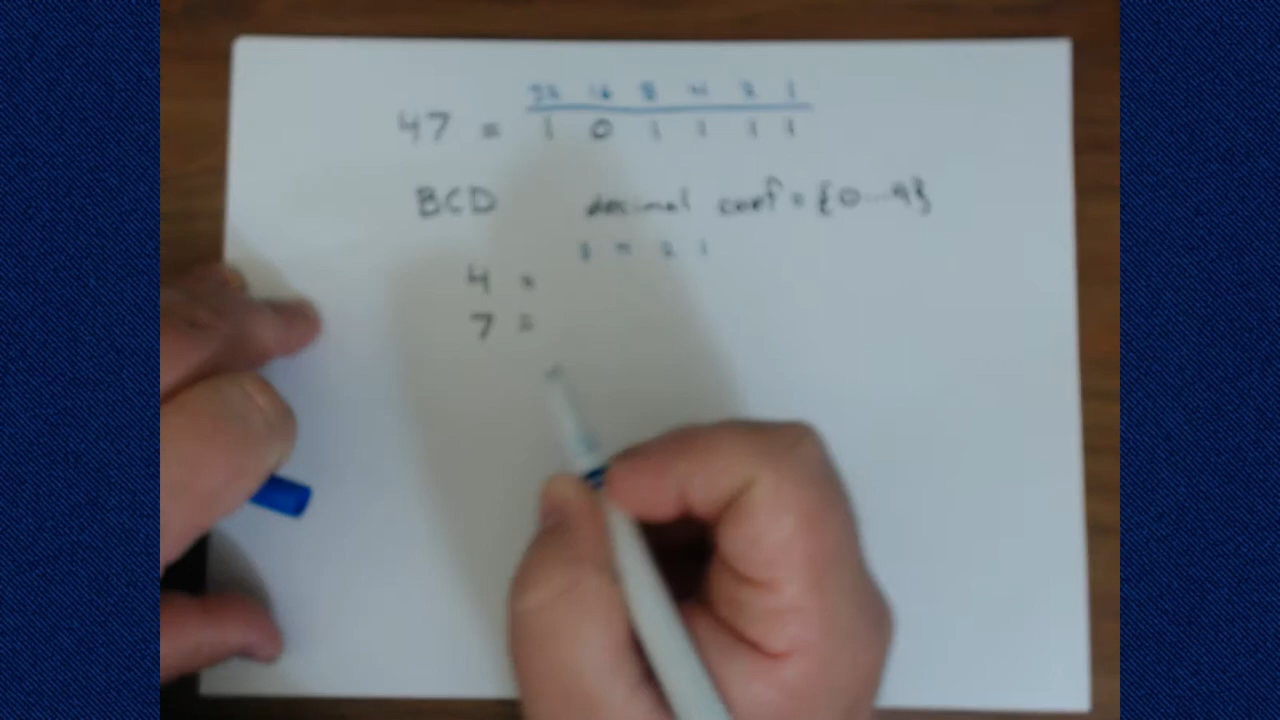 32 16 8 4 2 1
47 = 1 0 1 1 1 1
BCD decimal coef = {0...9}
8 4 2 1
4 =
7 =